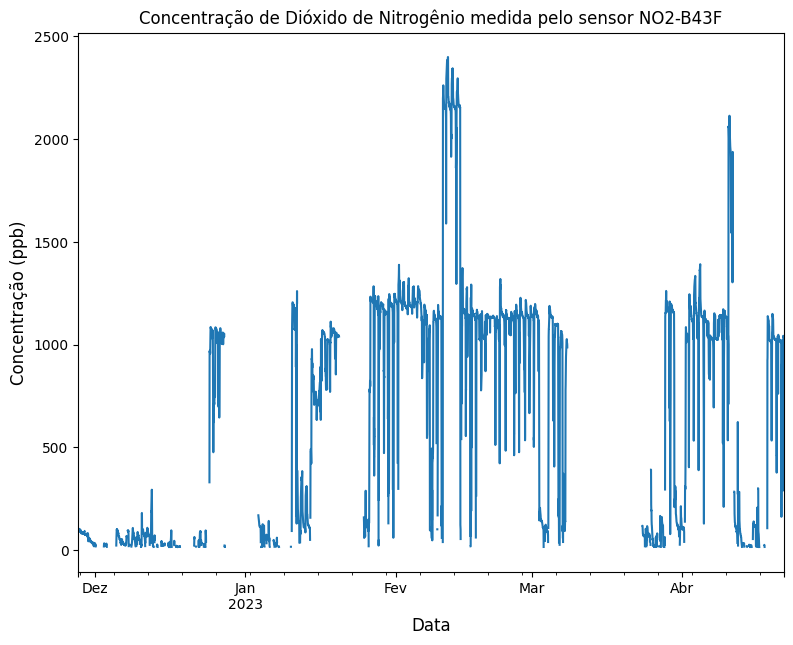 Concentração de Dióxido de Nitrogênio medida pelo sensor NO2-B43F
2500
2000
1500
1000
500
0
Concentração (ppb)
Dez
Jan
2023
Fev
Mar
Abr
Data